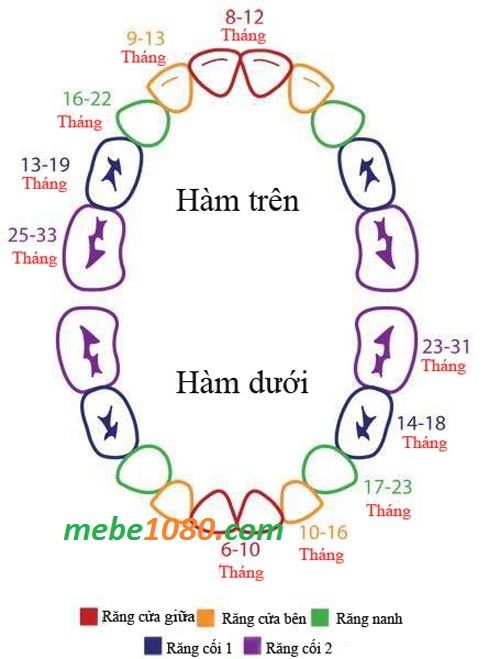 8-12
Tháng
9-13
Tháng
16-22
Tháng
13-19
Tháng
Hàm trên
25-33
Tháng
Hàm dưới
23-31
Tháng
14-18
Tháng
17-23
Tháng
10-16
Tháng
mebe1080.com
6-10
Tháng
Răng cửa giữa Răng cửa bên Răng nanh
Răng cối 1 Răng cối 2